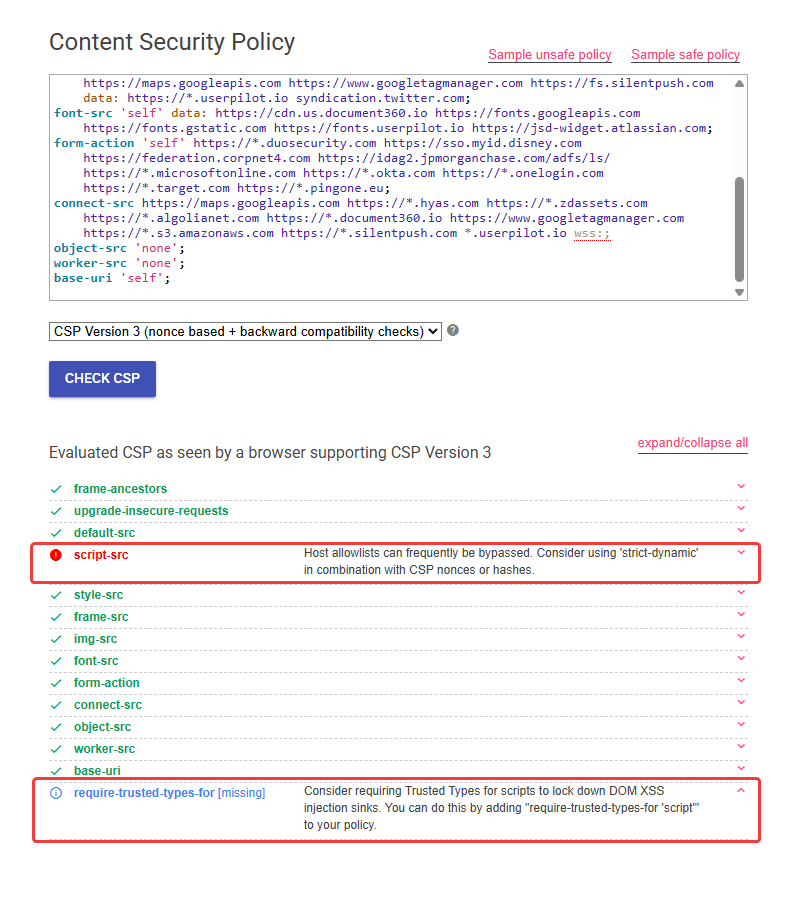 Content Security Policy
Sample unsafe policy Sample safe policy
https://maps.googleapis.com https://www.googletagmanager.com https://fs.silentpush.com
data: https://*.userpilot.io syndication.twitter.com;
font-src 'self' data: https://cdn.us.document360.io https://fonts.googleapis.com
https://fonts.gstatic.com https://fonts.userpilot.io https://jsd-widget.atlassian.com;
form-action 'self' https://*.duosecurity.com https://sso.myid.disney.com
https://federation.corpnet4.com https://idag2.jpmorganchase.com/adfs/ls/
https://*.microsoftonline.com https://*.okta.com https://*.onelogin.com
https://*.target.com https://*.pingone.eu;
connect-src https://maps.googleapis.com https://*.hyas.com https://*.zdassets.com
https://*.algolianet.com https://*.document360.io https://www.googletagmanager.com
https://*.s3.amazonaws.com https://*.silentpush.com *.userpilot.io wss:;
object-src 'none';
worker-src 'none';
base-uri 'self';
CSP Version 3 (nonce based + backward compatibility checks) ?
CHECK CSP
expand/collapse all
Evaluated CSP as seen by a browser supporting CSP Version 3
frame-ancestors
upgrade-insecure-requests
default-src
script-src Host allowlists can frequently be bypassed. Consider using 'strict-dynamic'
in combination with CSP nonces or hashes.
style-src
frame-src
img-src
font-src
form-action
connect-src
object-src
worker-src
base-uri
require-trusted-types-for [missing] Consider requiring Trusted Types for scripts to lock down DOM XSS
injection sinks. You can do this by adding "require-trusted-types-for 'script'"
to your policy.